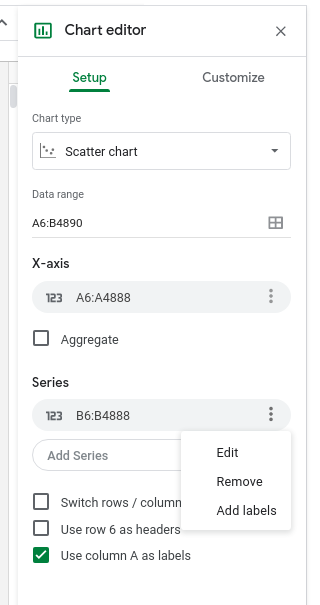 Chart editor
Setup
Customize
Chart type
Scatter chart
Data range
A6:B4890
X-axis
123 A6:A4888
Aggregate
Series
123 B6:B4888
Add Series
Edit
Remove
Add labels
Switch rows / column
Use row 6 as headers
Use column A as labels